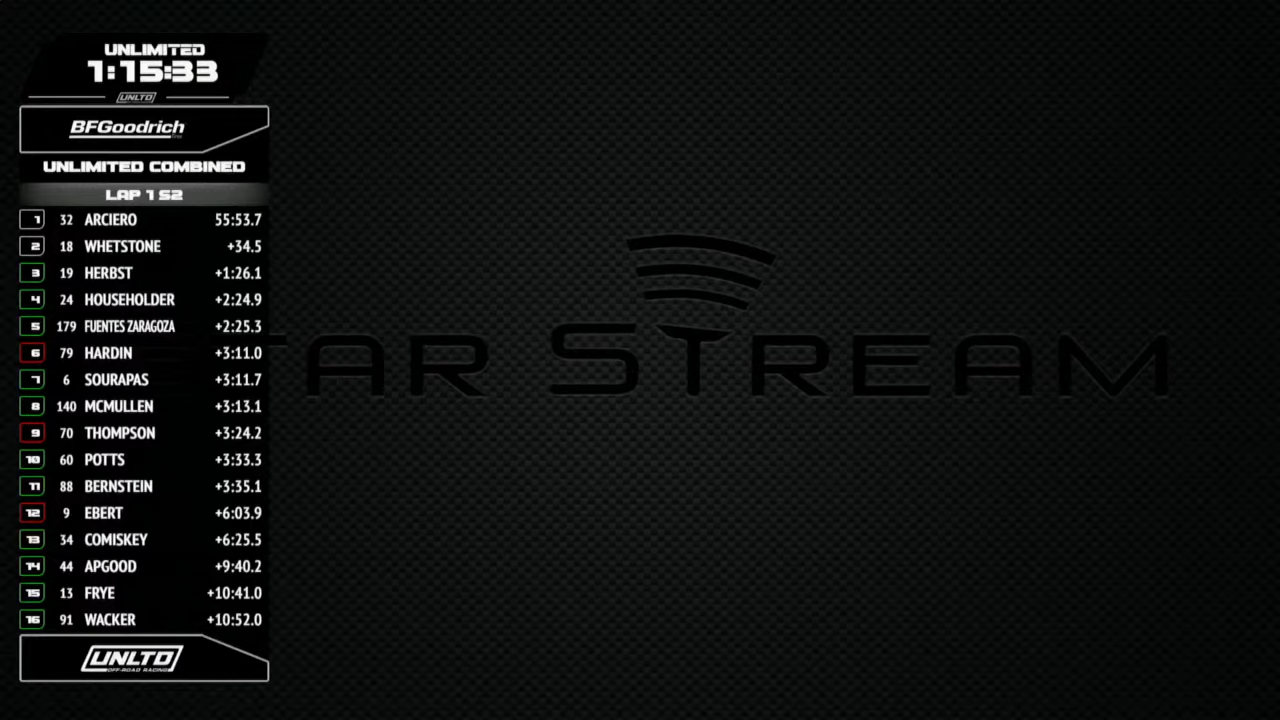 UNLIMITED
1:15:33
UNLTD
BFGoodrich
UNLIMITED COMBINED
LAP 1 S2
1 32 ARCIERO 55:53.7
2 18 WHETSTONE +34.5
3 19 HERBST +1:26.1
4 24 HOUSEHOLDER +2:24.9
5 179 FUENTES ZARAGOZA +2:25.3
6 79 HARDIN +3:11.0
7 6 SOURAPAS +3:11.7
8 140 MCMULLEN +3:13.1
9 70 THOMPSON +3:24.2
10 60 POTTS +3:33.3
11 88 BERNSTEIN +3:35.1
12 9 EBERT +6:03.9
13 34 COMISKEY +6:25.5
14 44 APGOOD +9:40.2
15 13 FRYE +10:41.0
16 91 WACKER +10:52.0
UNLTD
OFF-ROAD RACING
TAR STREAM